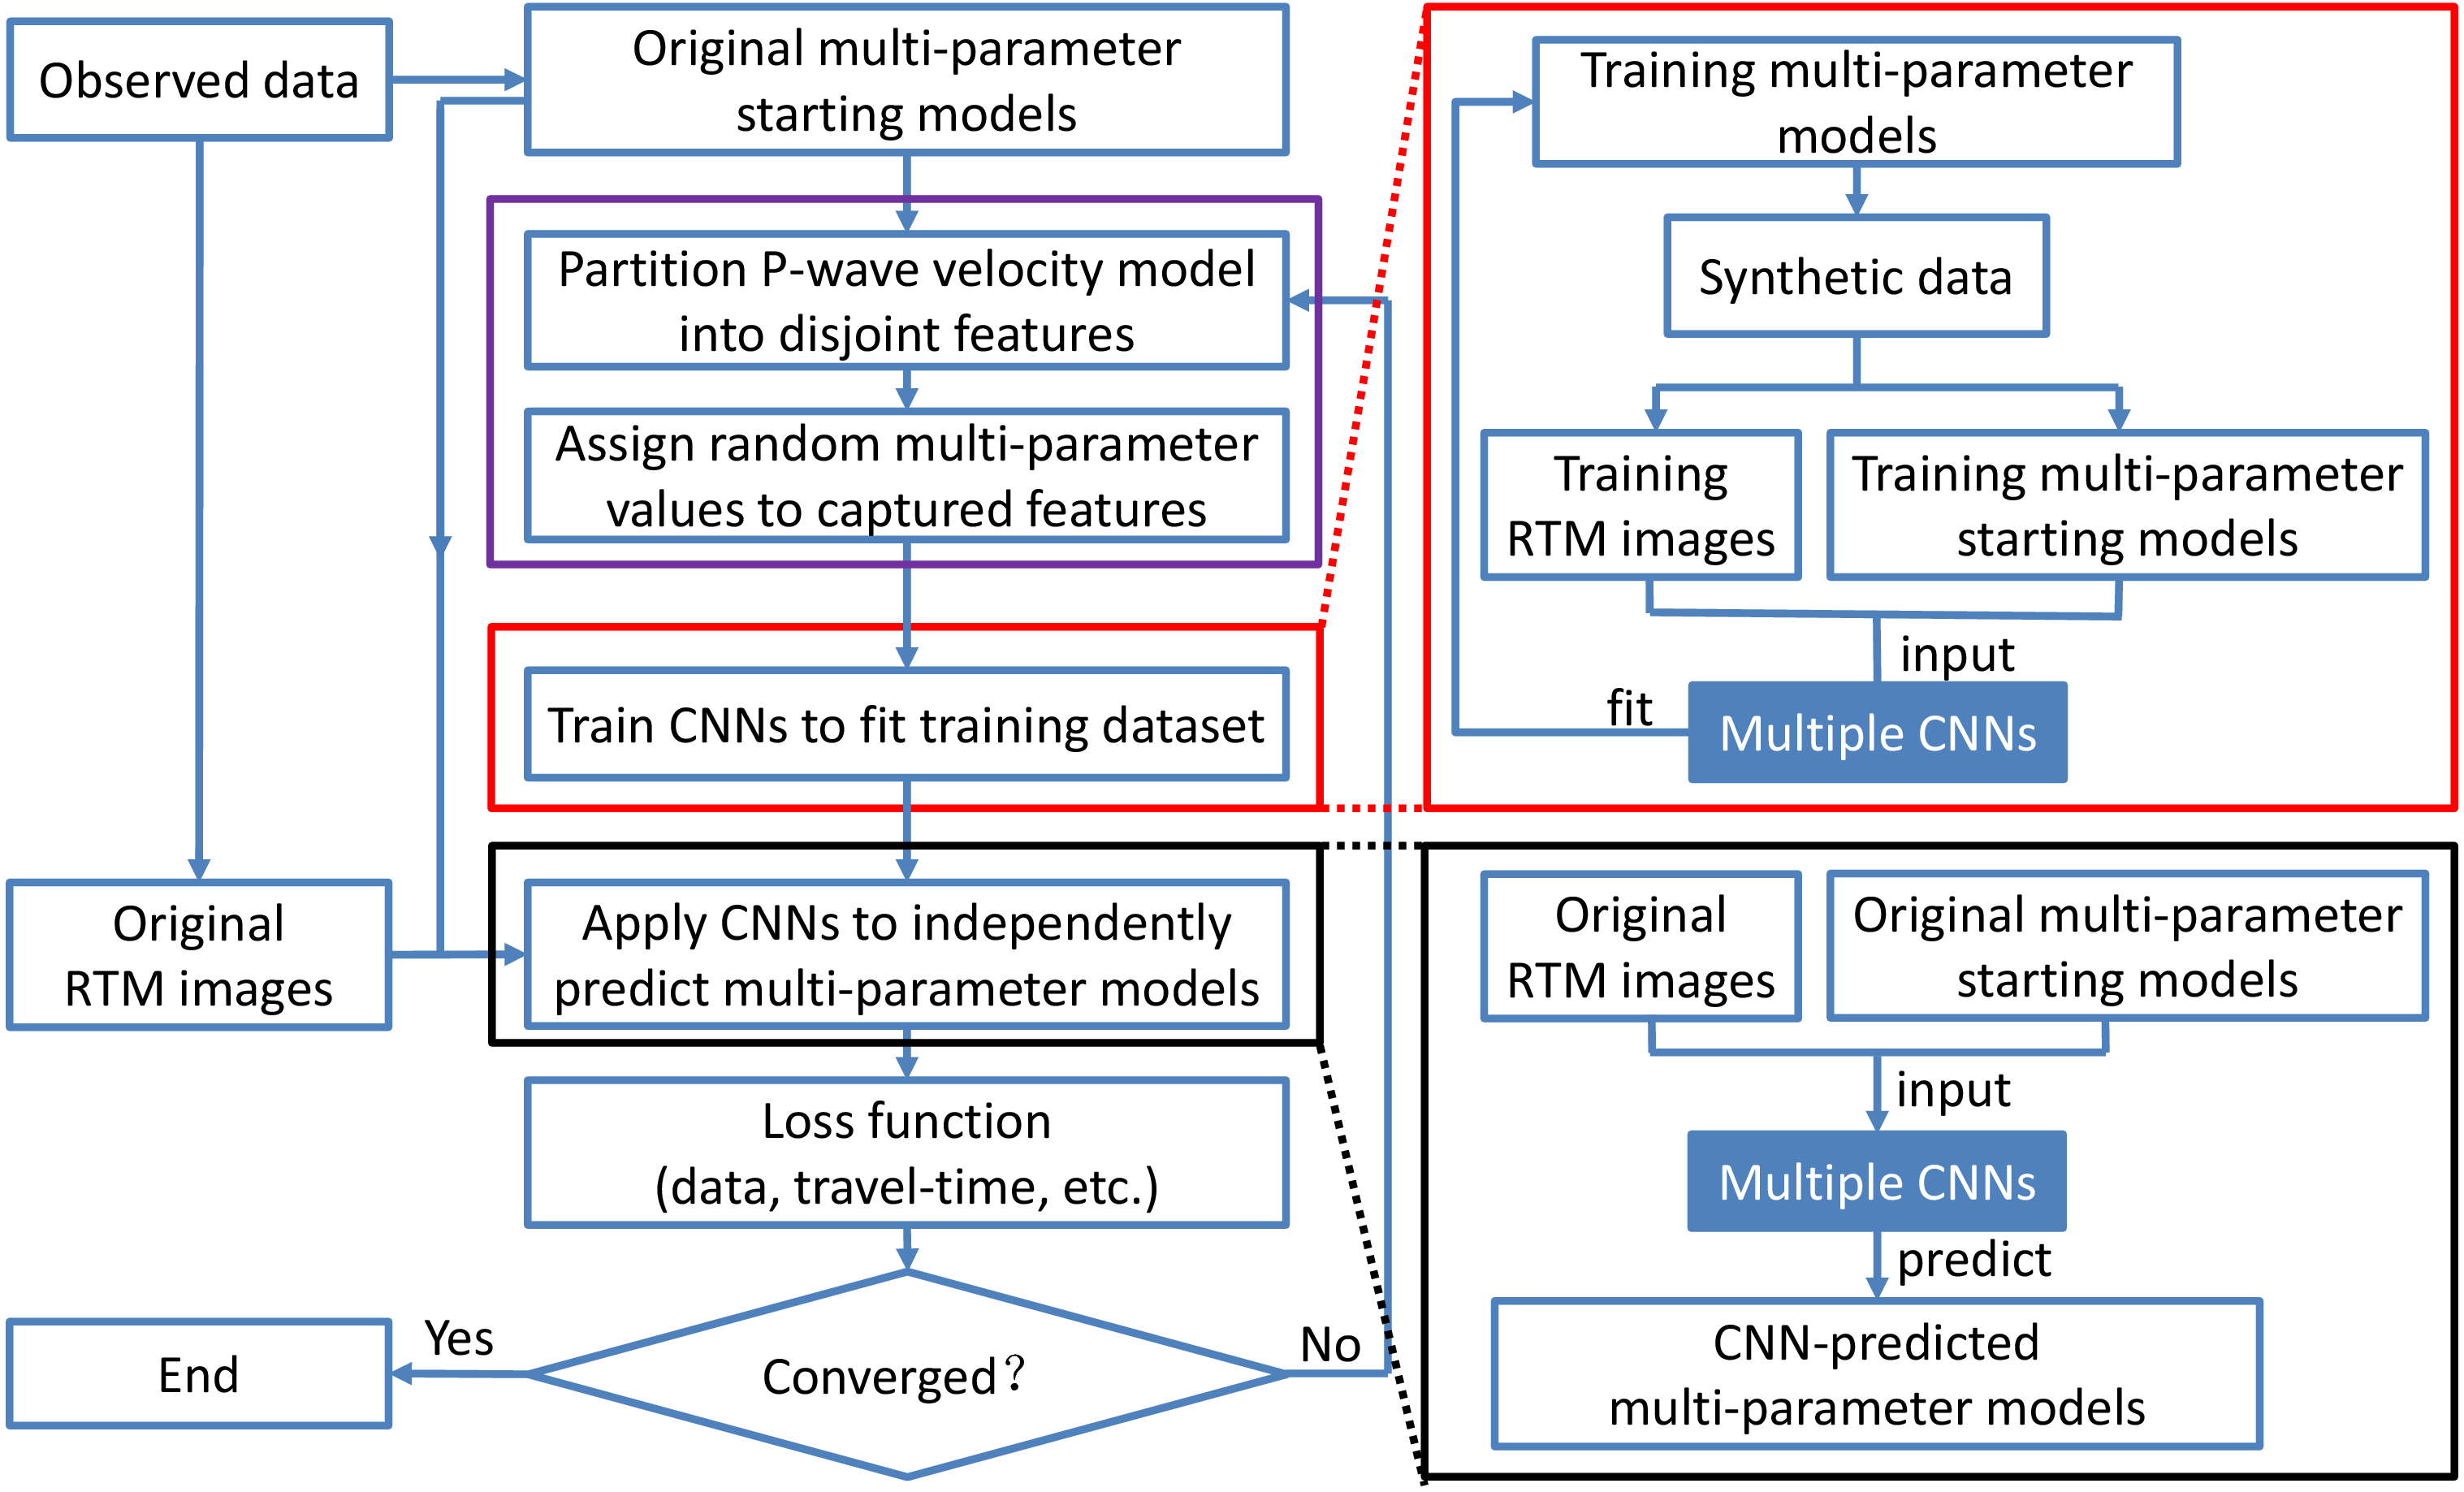 Observed data
Original multi-parameter
starting models
Partition P-wave velocity model
into disjoint features
Assign random multi-parameter
values to captured features
Train CNNs to fit training dataset
Original
RTM images
Apply CNNs to independently
predict multi-parameter models
Loss function
(data, travel-time, etc.)
Converged?
Yes
No
End
Training multi-parameter
models
Synthetic data
Training
RTM images
Training multi-parameter
starting models
input
fit
Multiple CNNs
Original
RTM images
Original multi-parameter
starting models
input
Multiple CNNs
predict
CNN-predicted
multi-parameter models